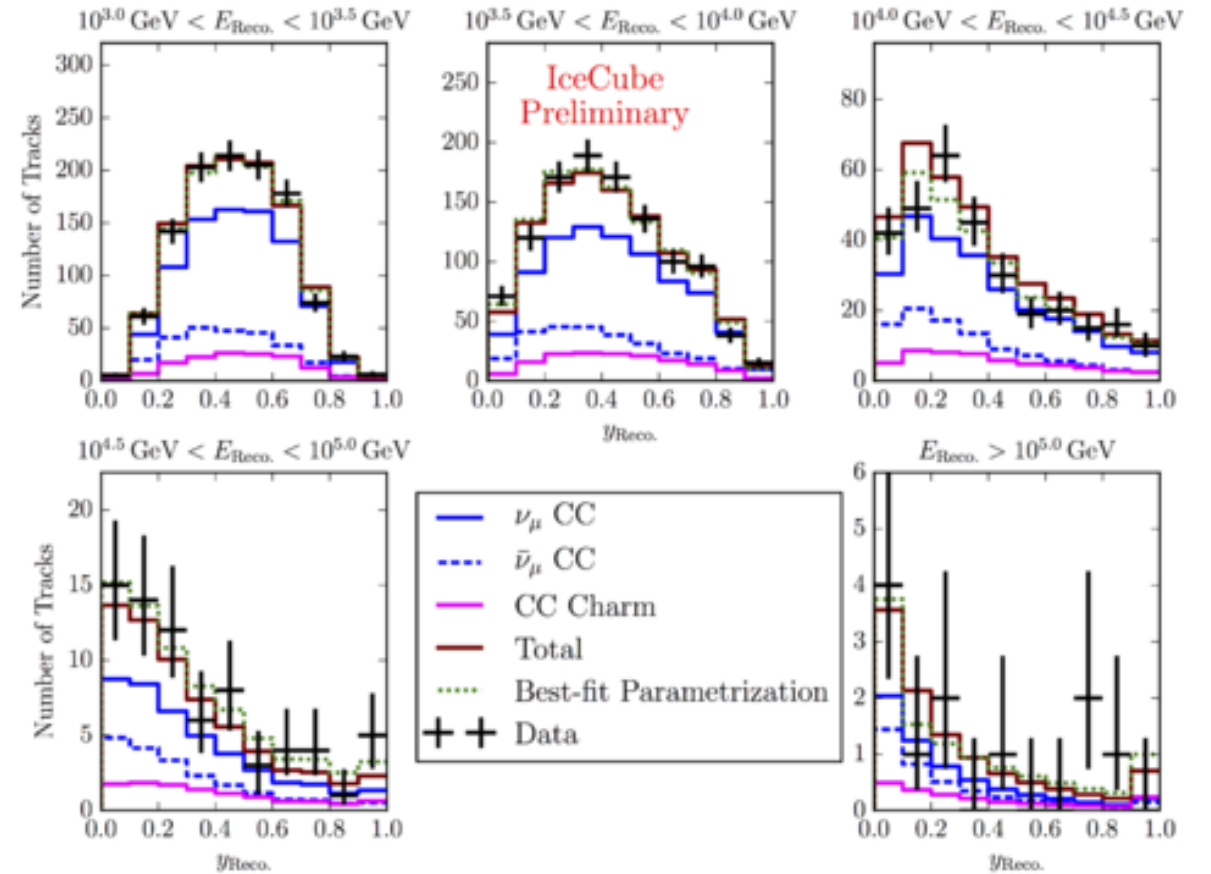 10^3.0 GeV < E_Reco. < 10^3.5 GeV
10^3.5 GeV < E_Reco. < 10^4.0 GeV
10^4.0 GeV < E_Reco. < 10^4.5 GeV
Number of Tracks
300
250
200
150
100
50
0
0.0 0.2 0.4 0.6 0.8 1.0
IceCube
Preliminary
250
200
150
100
50
0
0.0 0.2 0.4 0.6 0.8 1.0
y_Reco.
80
60
40
20
0
0.0 0.2 0.4 0.6 0.8 1.0
10^4.5 GeV < E_Reco. < 10^5.0 GeV
Number of Tracks
20
15
10
5
0
0.0 0.2 0.4 0.6 0.8 1.0
y_Reco.
ν_μ CC
ν̄_μ CC
CC Charm
Total
Best-fit Parametrization
Data
E_Reco. > 10^5.0 GeV
6
5
4
3
2
1
0
0.0 0.2 0.4 0.6 0.8 1.0
y_Reco.